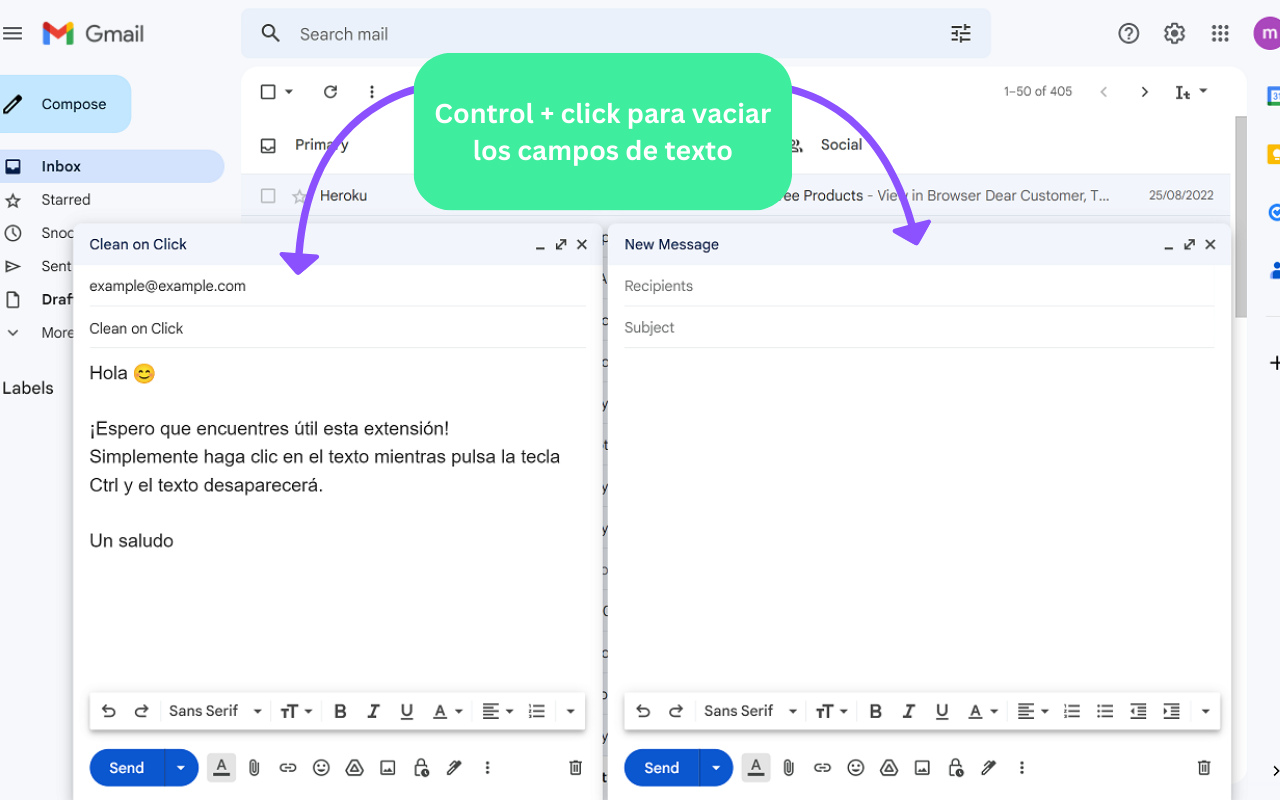 Gmail
Search mail
m
Compose
1–50 of 405
Control + click para vaciar
los campos de texto
Primary
Social
Inbox
Heroku
ee Products - View in Browser Dear Customer, T...
25/08/2022
Starred
Snoo
Sent
Draf
More
Labels
Clean on Click
example@example.com
Clean on Click
Hola 😊
¡Espero que encuentres útil esta extensión!
Simplemente haga clic en el texto mientras pulsa la tecla
Ctrl y el texto desaparecerá.
Un saludo
Sans Serif
Send
New Message
Recipients
Subject
Sans Serif
Send